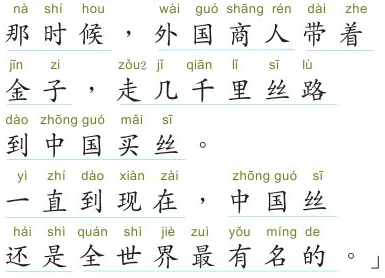 nà shí hou wài guó shāng rén dài zhe
那时候，外国商人带着
jīn zi zǒu2 jǐ qiān lǐ sī lù
金子，走几千里丝路
dào zhōng guó mǎi sī
到中国买丝。
yì zhí dào xiàn zài zhōng guó sī
一直到现在，中国丝
hái shì quán shì jiè zuì yǒu míng de
还是全世界最有名的。」